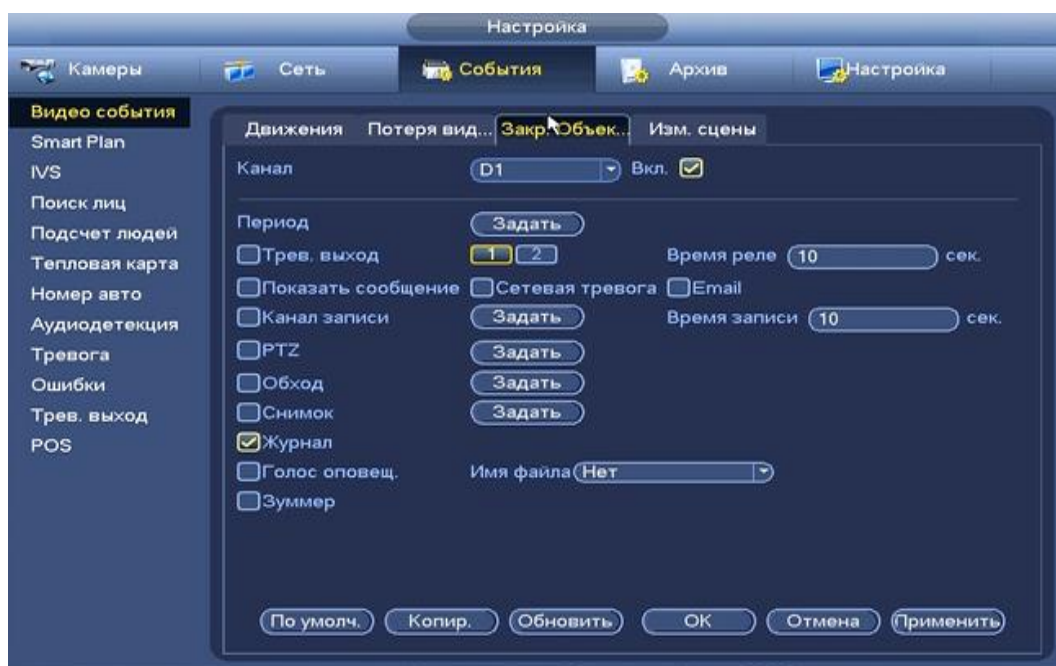 Настройка
Камеры Сеть События Архив Настройка
Видео события
Smart Plan
IVS
Поиск лиц
Подсчет людей
Тепловая карта
Номер авто
Аудиодетекция
Тревога
Ошибки
Трев. выход
POS
Движения Потеря вид... Закр. Объек... Изм. сцены
Канал D1 Вкл.
Период Задать
Трев. выход 1 2 Время реле 10 сек.
Показать сообщение Сетевая тревога Email
Канал записи Задать Время записи 10 сек.
PTZ Задать
Обход Задать
Снимок Задать
Журнал
Голос оповещ. Имя файла Нет
Зуммер
По умолч. Копир. Обновить OK Отмена Применить